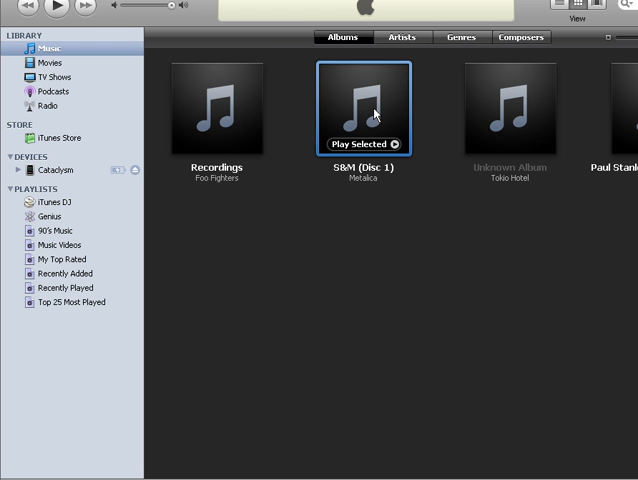 View
LIBRARY
Music
Movies
TV Shows
Podcasts
Radio
STORE
iTunes Store
DEVICES
Cataclysm
PLAYLISTS
iTunes DJ
Genius
90's Music
Music Videos
My Top Rated
Recently Added
Recently Played
Top 25 Most Played
Albums Artists Genres Composers
Play Selected
Recordings
Foo Fighters
S&M (Disc 1)
Metalica
Unknown Album
Tokio Hotel
Paul Stanl